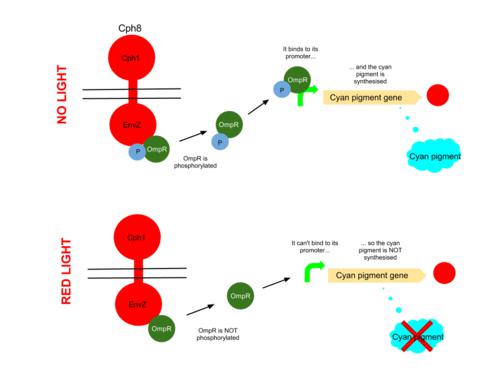 Cph8
NO LIGHT
Cph1
EnvZ
P
OmpR
OmpR is
phosphorylated
OmpR
P
It binds to its
promoter...
OmpR
P
... and the cyan
pigment is
synthesised
Cyan pigment gene
Cyan pigment
RED LIGHT
Cph1
EnvZ
OmpR
OmpR is NOT
phosphorylated
OmpR
It can't bind to its
promoter...
... so the cyan
pigment is NOT
synthesised
Cyan pigment gene
Cyan pigment